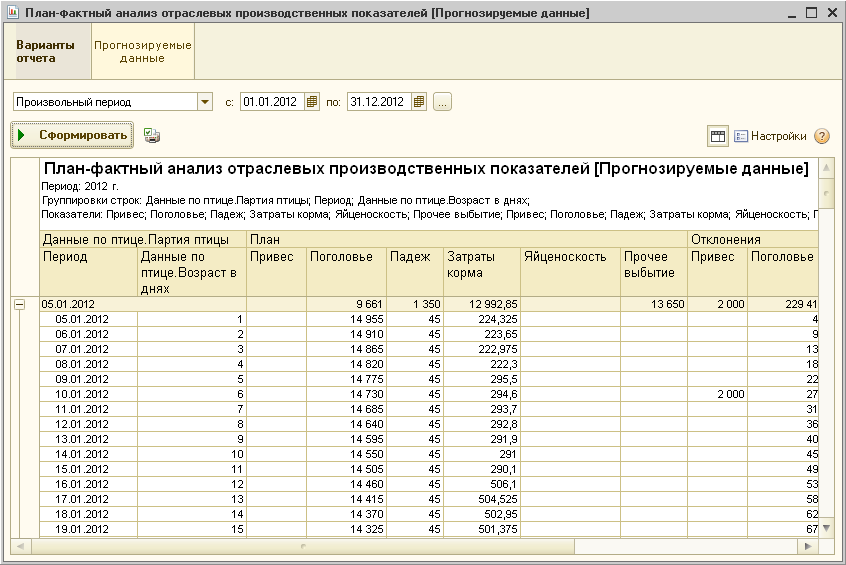 План-фактный анализ отраслевых производственных показателей [Прогнозируемые данные]
Варианты отчета
Прогнозируемые данные
Произвольный период с: 01.01.2012 по: 31.12.2012 ...
Сформировать Настройки ?
План-фактный анализ отраслевых производственных показателей [Прогнозируемые данные]
Период: 2012 г.
Группировки строк: Данные по птице.Партия птицы; Период; Данные по птице.Возраст в днях;
Показатели: Привес; Поголовье; Падеж; Затраты корма; Яйценоскость; Прочее выбытие; Привес; Поголовье; Падеж; Затраты корма; Яйценоскость;
Данные по птице.Партия птицы План Отклонения
Период Данные по птице.Возраст в днях Привес Поголовье Падеж Затраты корма Яйценоскость Прочее выбытие Привес Поголовье
05.01.2012 9 661 1 350 12 992,85 13 650 2 000 229 41
05.01.2012 1 14 955 45 224,325 4
06.01.2012 2 14 910 45 223,65 9
07.01.2012 3 14 865 45 222,975 13
08.01.2012 4 14 820 45 222,3 18
09.01.2012 5 14 775 45 295,5 22
10.01.2012 6 14 730 45 294,6 2 000 27
11.01.2012 7 14 685 45 293,7 31
12.01.2012 8 14 640 45 292,8 36
13.01.2012 9 14 595 45 291,9 40
14.01.2012 10 14 550 45 291 45
15.01.2012 11 14 505 45 290,1 49
16.01.2012 12 14 460 45 506,1 53
17.01.2012 13 14 415 45 504,525 58
18.01.2012 14 14 370 45 502,95 62
19.01.2012 15 14 325 45 501,375 67